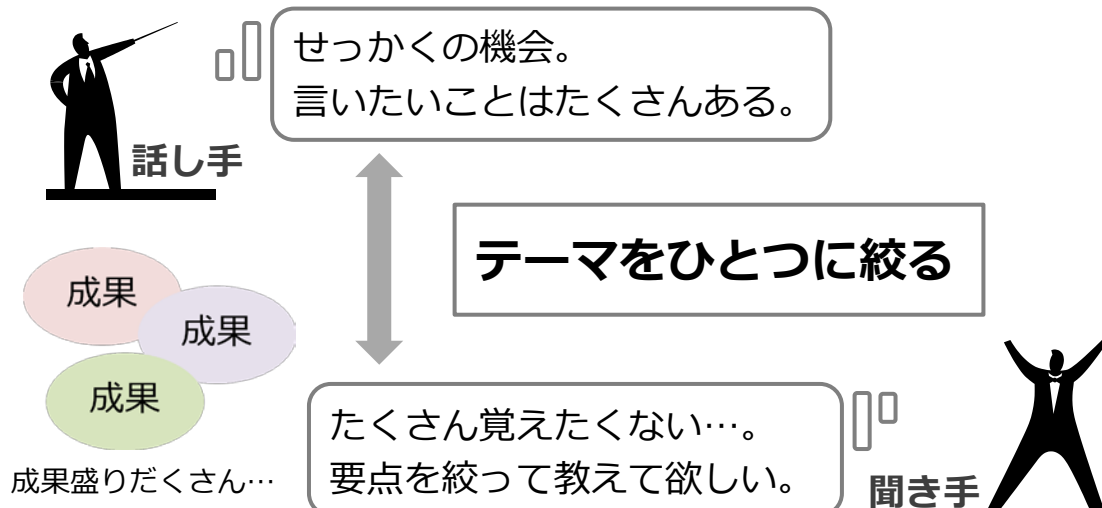 せっかくの機会。
言いたいことはたくさんある。
話し手
テーマをひとつに絞る
成果
成果
成果
成果盛りだくさん…
たくさん覚えたくない…。
要点を絞って教えて欲しい。
聞き手